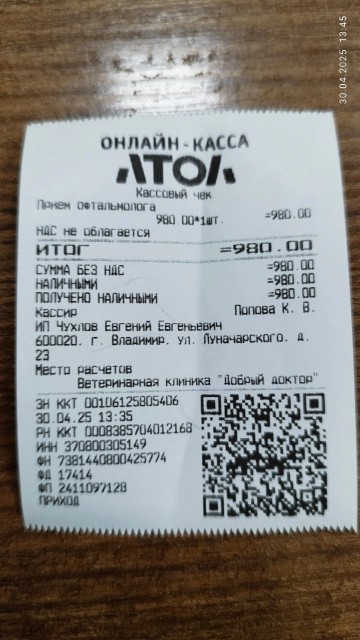 30.04.2025 13:45
ОНЛАЙН-КАССА
АТОЛ
Кассовый чек
Прием офтальмолога
980.00*1шт. =980.00
НДС не облагается
ИТОГ =980.00
СУММА БЕЗ НДС =980.00
НАЛИЧНЫМИ =980.00
ПОЛУЧЕНО НАЛИЧНЫМИ =980.00
Кассир Попова К. В.
ИП Чухлов Евгений Евгеньевич
600020. г. Владимир. ул. Луначарского. д.
23
Место расчетов
Ветеринарная клиника "Добрый доктор"
ЗН ККТ 00106125805406
30.04.25 13:35
РН ККТ 0008385704012168
ИНН 370800305149
ФН 7381440800425774
ФД 17414
ФП 2411097128
ПРИХОД